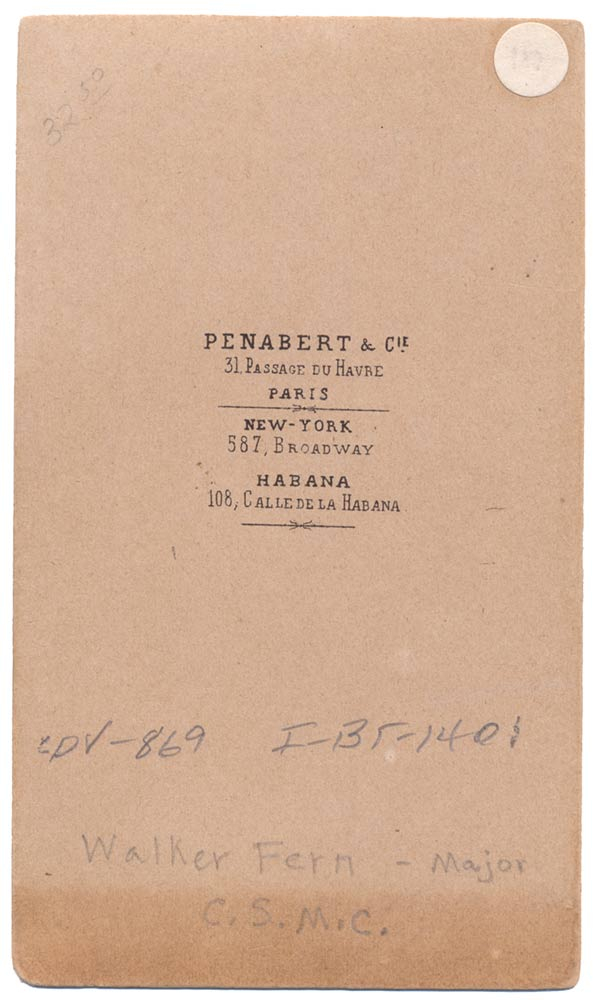 32 50
PENABERT & CIE
31, PASSAGE DU HAVRE
PARIS
NEW-YORK
587, BROADWAY
HABANA
108, CALLE DE LA HABANA
CDV-869 I-BT-140
Walker Fern - Major
C.S.M.C.